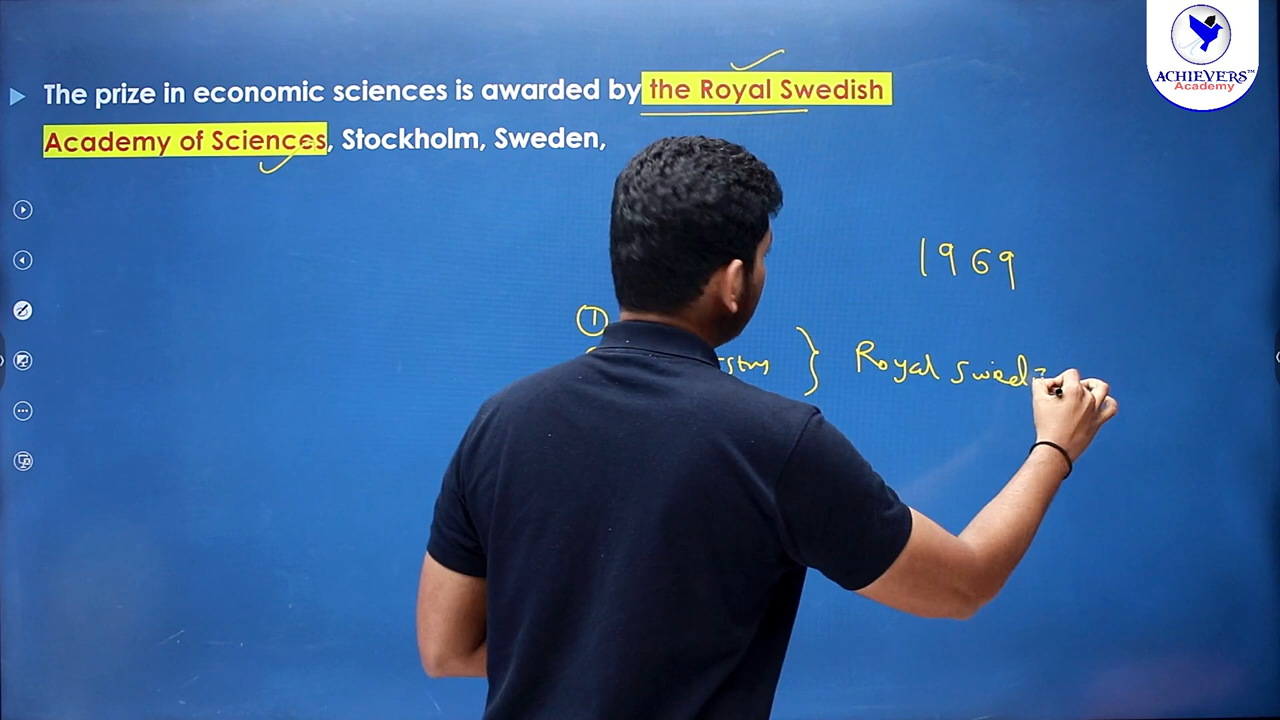 The prize in economic sciences is awarded by the Royal Swedish
Academy of Sciences, Stockholm, Sweden,
ACHIEVERS™
Academy
1969
1
Royal